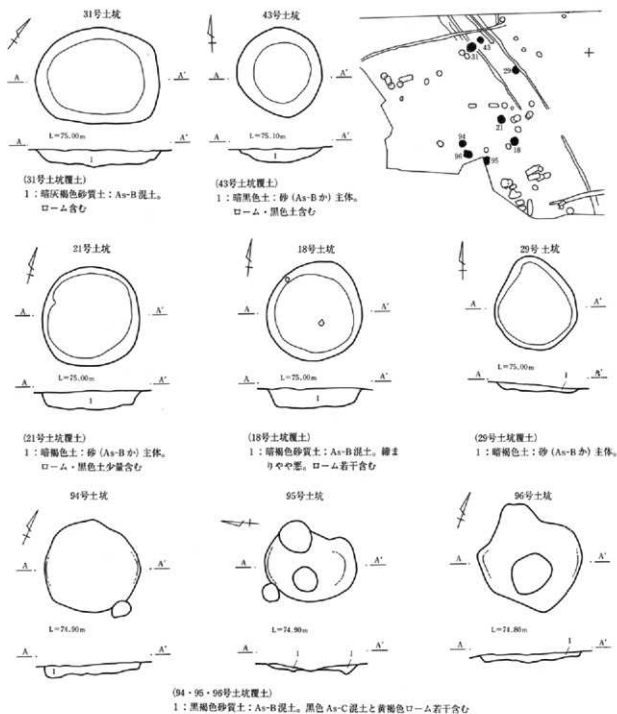 31号土坑
43号土坑
A A'
A A'
L=75.00m
L=75.10m
A A'
A A'
1
1
(31号土坑覆土)
1：暗灰褐色砂質土：As-B混土。
ローム含む
(43号土坑覆土)
1：暗黒色土：砂 (As-Bか) 主体。
ローム・黒色土含む
43
31
29
21
18
94
96
95
21号土坑
18号土坑
29号土坑
A A'
A A'
A A'
L=75.00m
L=75.00m
L=75.00m
A A'
A A'
A A'
1
1
1
(21号土坑覆土)
1：暗褐色土：砂 (As-Bか) 主体。
ローム・黒色土少量含む
(18号土坑覆土)
1：暗褐色砂質土：As-B混土。締ま
りやや悪。ローム若干含む
(29号土坑覆土)
1：暗褐色土：砂 (As-Bか) 主体。
94号土坑
95号土坑
96号土坑
A A'
A A'
A A'
L=74.90m
L=74.90m
L=74.80m
A A'
A A'
A A'
1
1 1
1
(94・95・96号土坑覆土)
1：黒褐色砂質土：As-B混土。黒色 As-C混土と黄褐色ローム若干含む